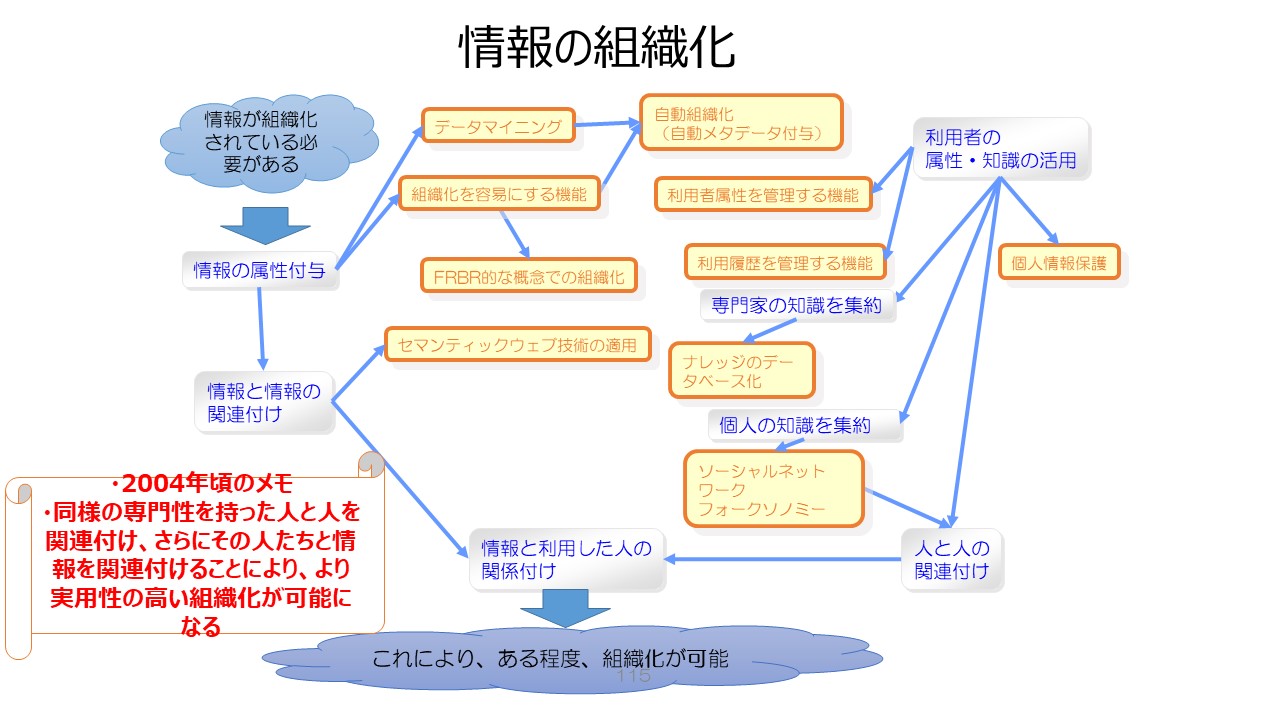 情報の組織化
情報が組織化
されている必
要がある
データマイニング
自動組織化
（自動メタデータ付与）
利用者の
属性・知識の活用
組織化を容易にする機能
利用者属性を管理する機能
情報の属性付与
FRBR的な概念での組織化
利用履歴を管理する機能
個人情報保護
専門家の知識を集約
セマンティックウェブ技術の適用
ナレッジのデー
タベース化
情報と情報の
関連付け
個人の知識を集約
ソーシャルネット
ワーク
フォークソノミー
・2004年頃のメモ
・同様の専門性を持った人と人を
関連付け、さらにその人たちと情
報を関連付けることにより、より
実用性の高い組織化が可能に
なる
情報と利用した人の
関係付け
人と人の
関連付け
これにより、ある程度、組織化が可能
115